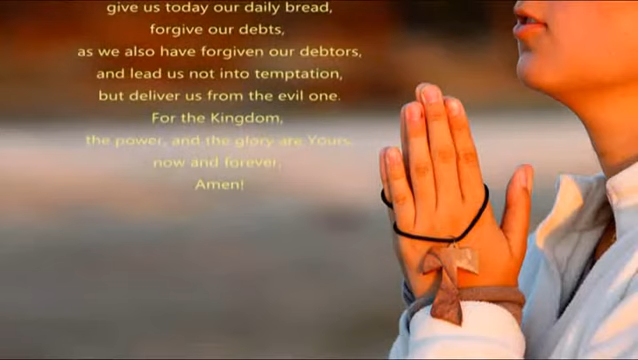 give us today our daily bread,
forgive our debts,
as we also have forgiven our debtors,
and lead us not into temptation,
but deliver us from the evil one.
For the Kingdom,
the power, and the glory are Yours,
now and forever,
Amen!